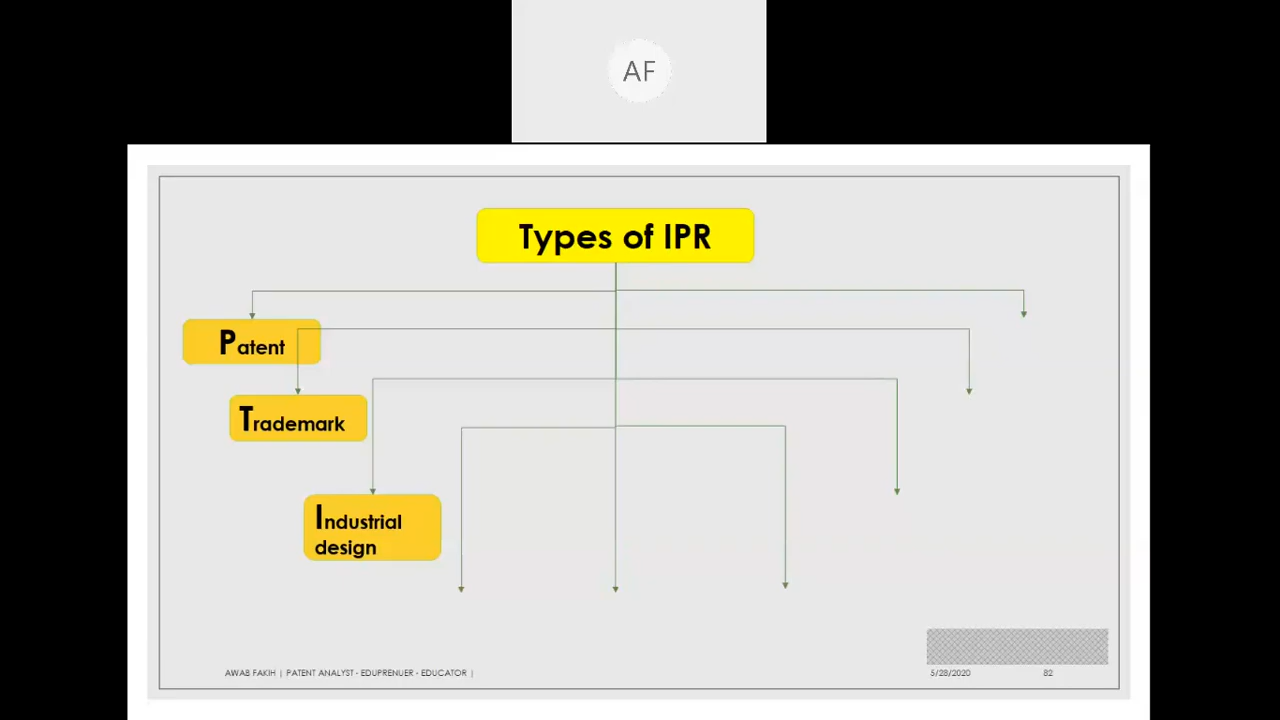 AF
Types of IPR
Patent
Trademark
Industrial
design
AWAB FAKIH | PATENT ANALYST - EDUPRENUER - EDUCATOR |
5/28/2020
82